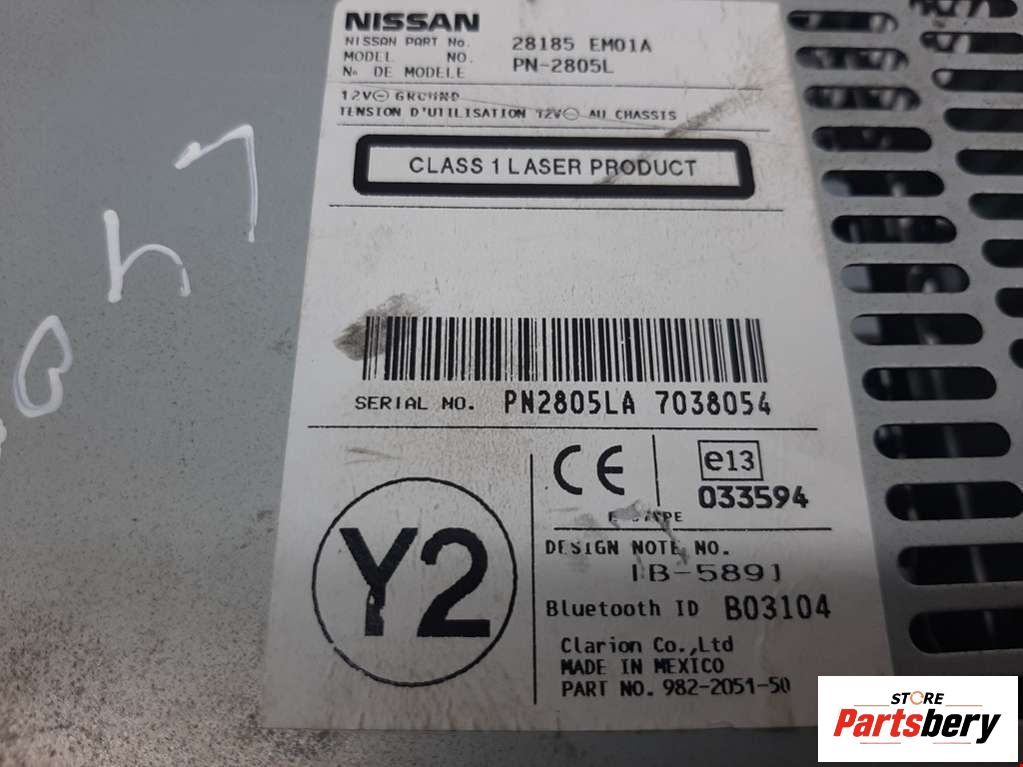 NISSAN
NISSAN PART No. 28185 EM01A
MODEL NO. PN-2805L
No DE MODELE
12V⊖ GROUND
TENSION D'UTILISATION 12V⊖ AU CHASSIS
CLASS 1 LASER PRODUCT
SERIAL NO. PN2805LA 7038054
CE
e13
033594
Y2
DESIGN NOTE NO.
IB-5891
Bluetooth ID B03104
Clarion Co.,Ltd
MADE IN MEXICO
PART NO. 982-2051-50
STORE
Partsbery